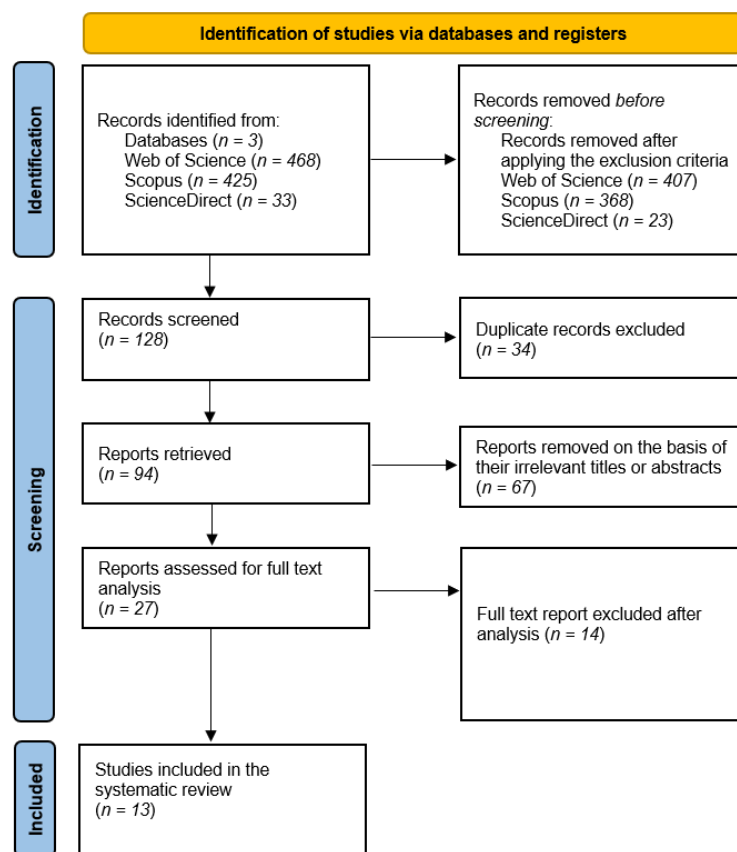 Identification of studies via databases and registers
Identification
Records identified from:
Databases (n = 3)
Web of Science (n = 468)
Scopus (n = 425)
ScienceDirect (n = 33)
Records removed before
screening:
Records removed after
applying the exclusion criteria
Web of Science (n = 407)
Scopus (n = 368)
ScienceDirect (n = 23)
Screening
Records screened
(n = 128)
Duplicate records excluded
(n = 34)
Reports retrieved
(n = 94)
Reports removed on the basis of
their irrelevant titles or abstracts
(n = 67)
Reports assessed for full text
analysis
(n = 27)
Full text report excluded after
analysis (n = 14)
Included
Studies included in the
systematic review
(n = 13)